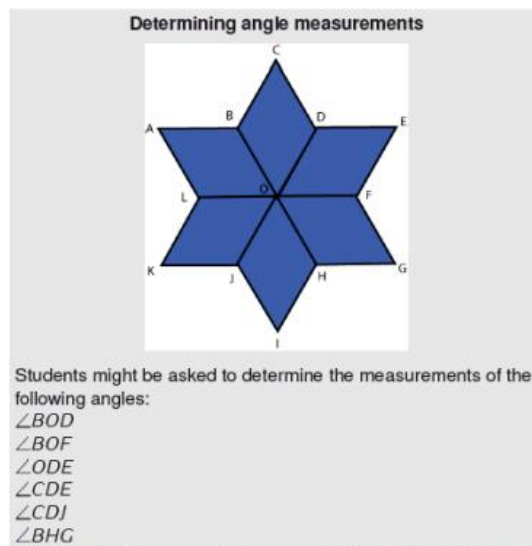 Determining angle measurements
C
B
D
A
E
O
L
F
K
J
H
G
I
Students might be asked to determine the measurements of the
following angles:
∠BOD
∠BOF
∠ODE
∠CDE
∠CDJ
∠BHG